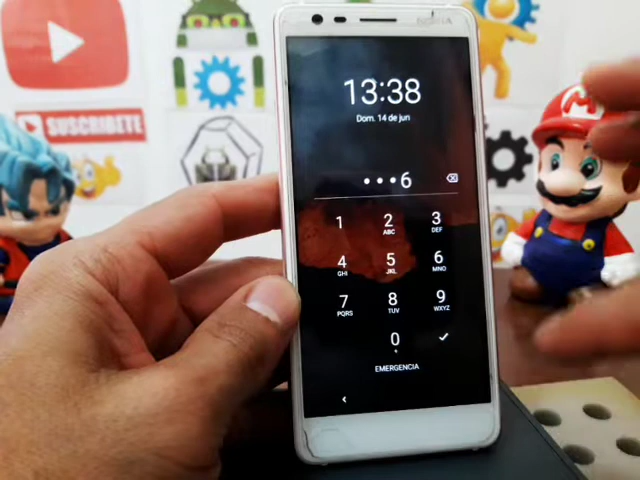 NOKIA
SUSCRIBETE
13:38
Dom. 14 de jun
•••6
1
2 ABC
3 DEF
4 GHI
5 JKL
6 MNO
7 PQRS
8 TUV
9 WXYZ
0 +
EMERGENCIA
M